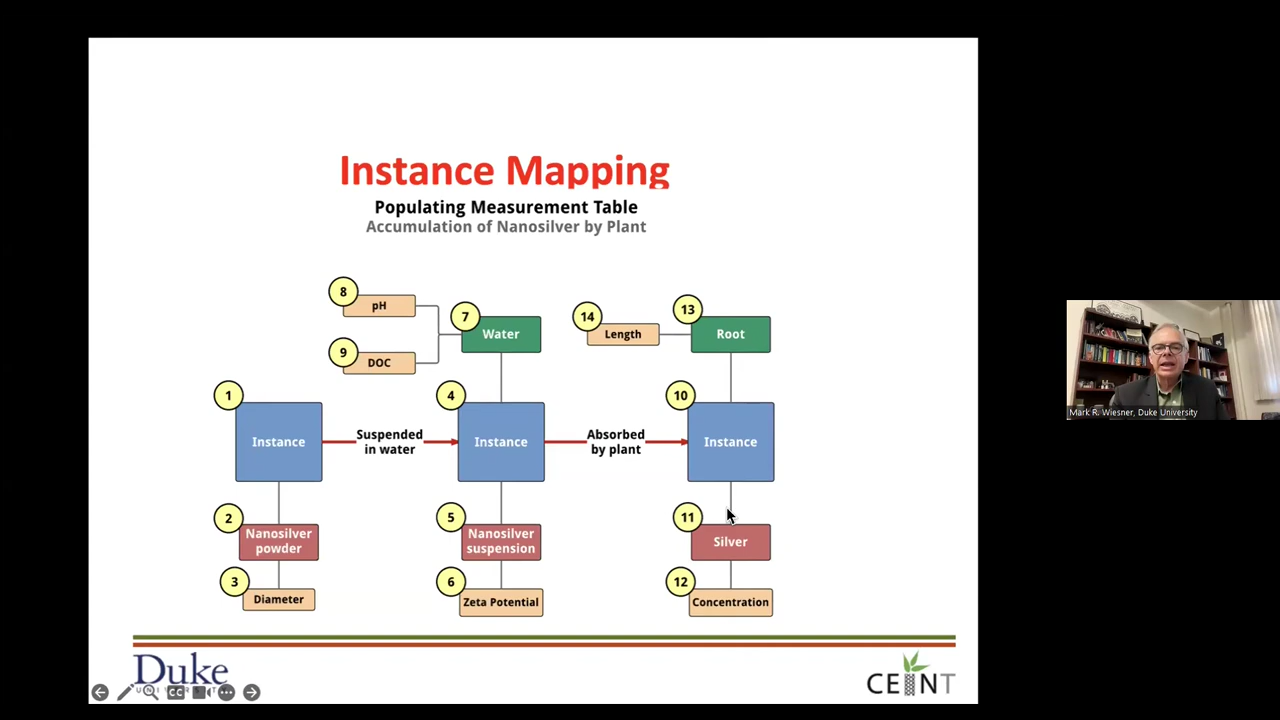 Instance Mapping
Populating Measurement Table
Accumulation of Nanosilver by Plant
8
pH
7
Water
14
Length
13
Root
9
DOC
1
Instance
Suspended
in water
4
Instance
Absorbed
by plant
10
Instance
2
Nanosilver
powder
5
Nanosilver
suspension
11
Silver
3
Diameter
6
Zeta Potential
12
Concentration
Duke
CEINT
CC
Mark R. Wiesner, Duke University